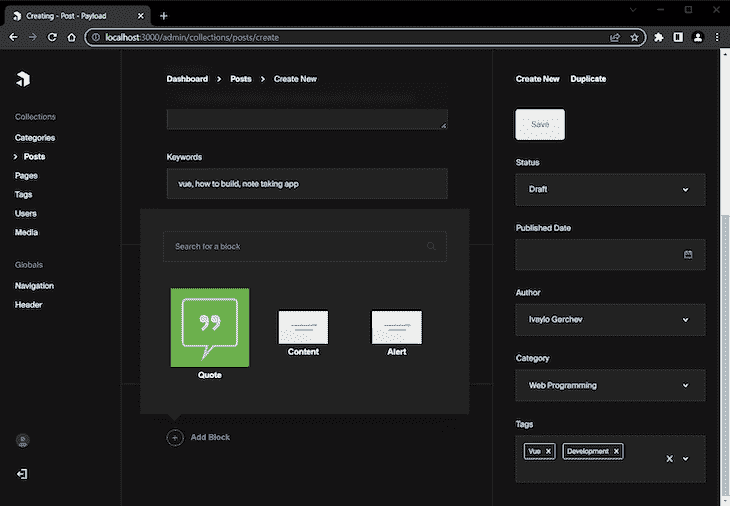 Creating - Post - Payload
localhost:3000/admin/collections/posts/create
Collections
Categories
Posts
Pages
Tags
Users
Media
Globals
Navigation
Header
Dashboard > Posts > Create New
Keywords
vue, how to build, note taking app
Search for a block
Quote
Content
Alert
Add Block
Create New Duplicate
Save
Status
Draft
Published Date
Author
Ivaylo Gerchev
Category
Web Programming
Tags
Vue Development